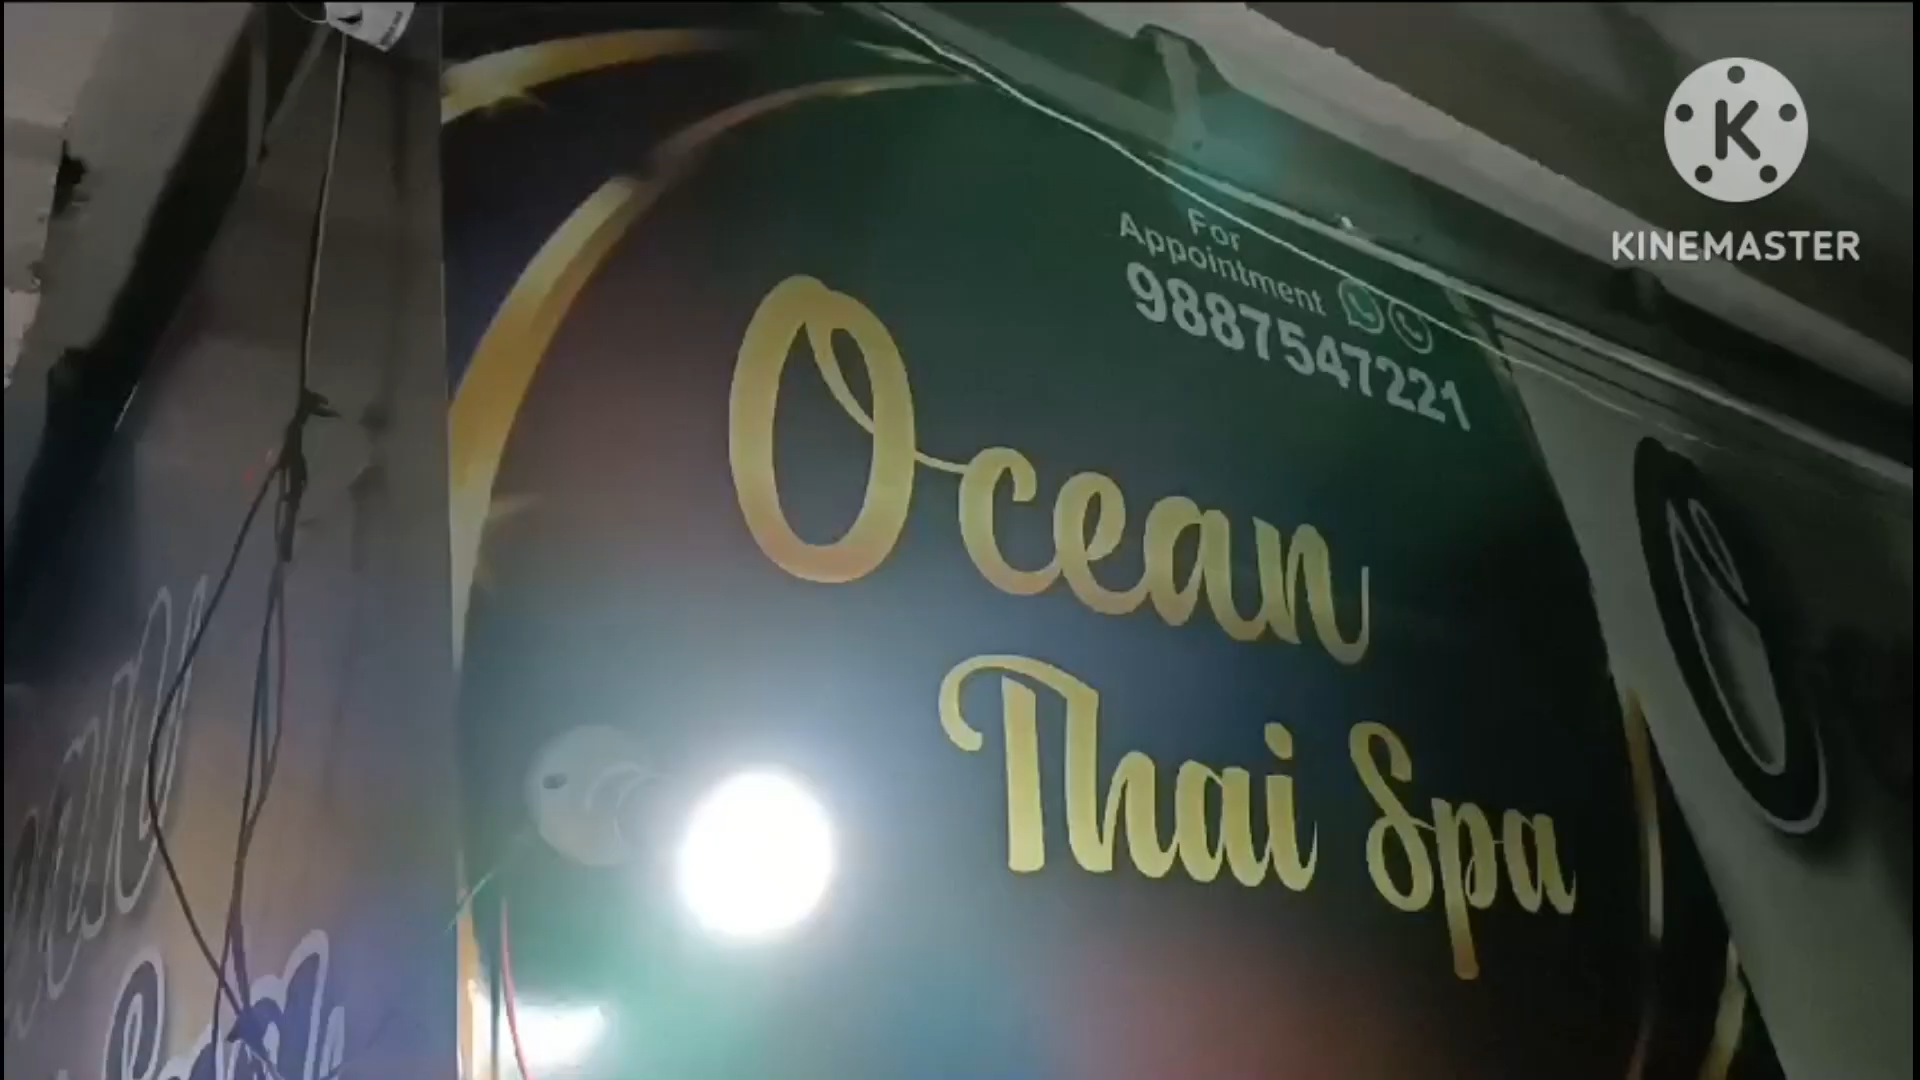 For
Appointment
9887547221
Ocean
Thai Spa
K
KINEMASTER